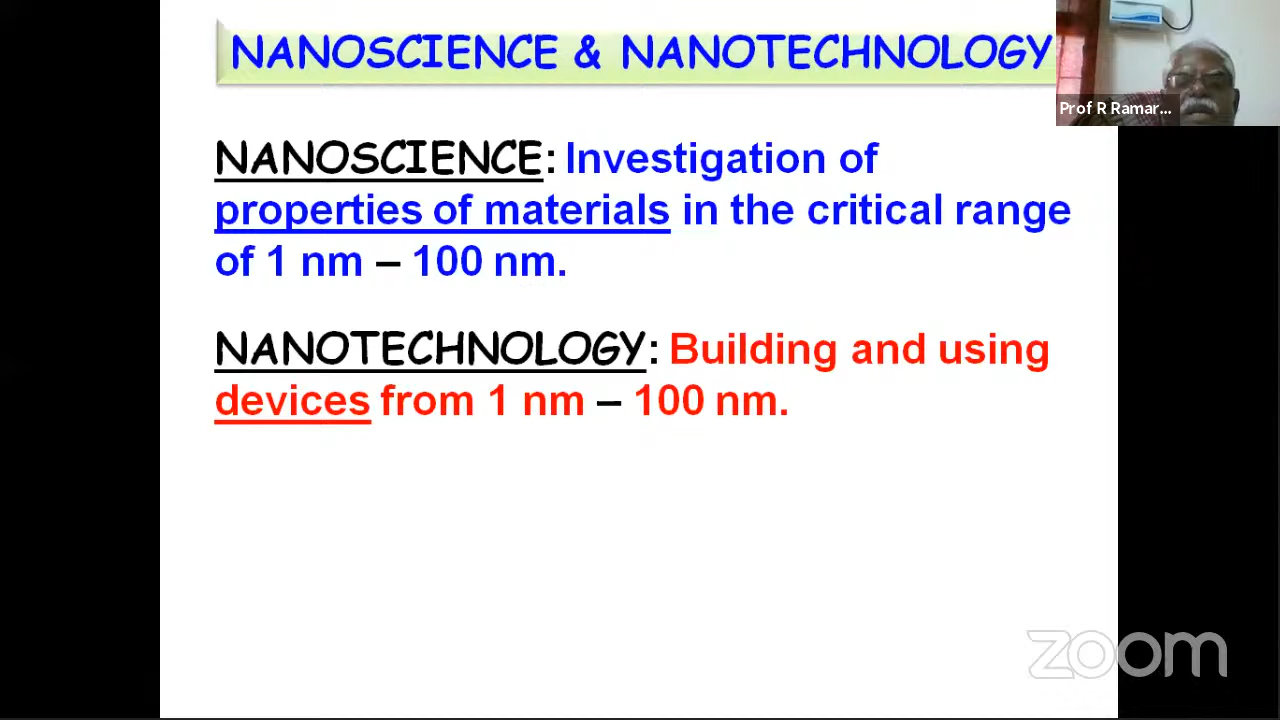 NANOSCIENCE & NANOTECHNOLOGY
Prof R Ramar...
NANOSCIENCE: Investigation of
properties of materials in the critical range
of 1 nm – 100 nm.
NANOTECHNOLOGY: Building and using
devices from 1 nm – 100 nm.
zoom